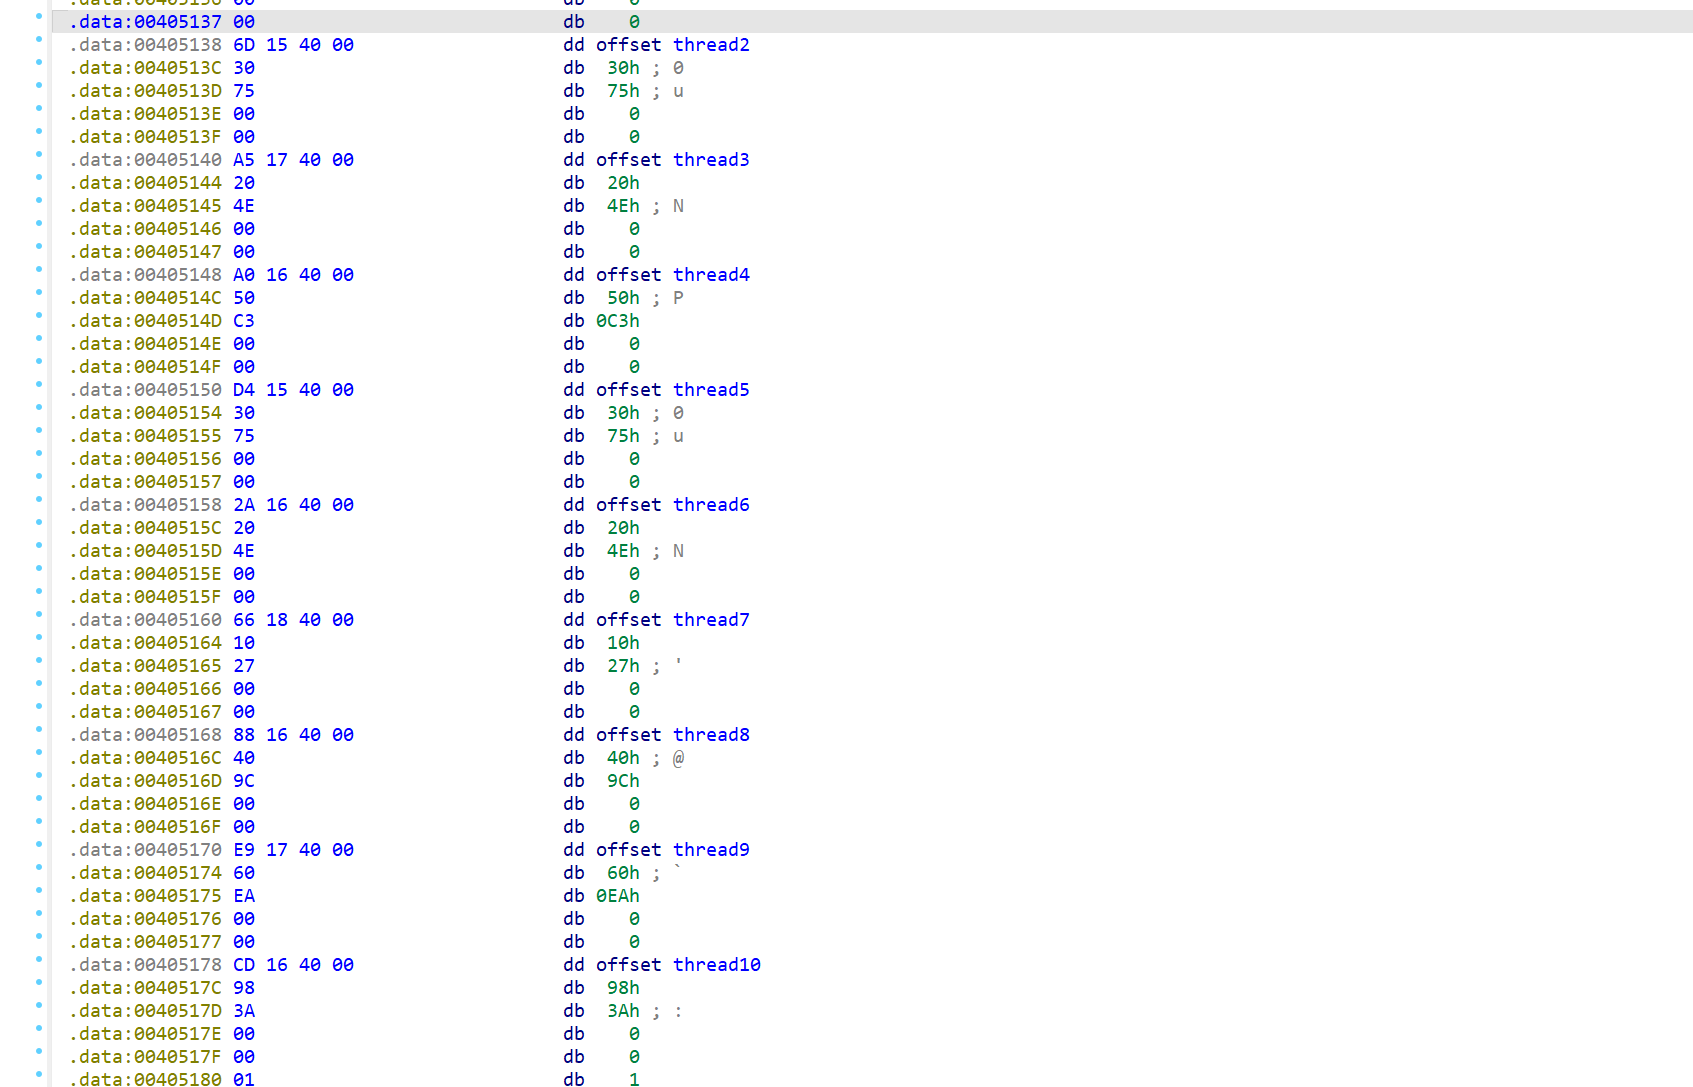 .data:00405136 00 db 0
.data:00405137 00 db 0
.data:00405138 6D 15 40 00 dd offset thread2
.data:0040513C 30 db 30h ; 0
.data:0040513D 75 db 75h ; u
.data:0040513E 00 db 0
.data:0040513F 00 db 0
.data:00405140 A5 17 40 00 dd offset thread3
.data:00405144 20 db 20h
.data:00405145 4E db 4Eh ; N
.data:00405146 00 db 0
.data:00405147 00 db 0
.data:00405148 A0 16 40 00 dd offset thread4
.data:0040514C 50 db 50h ; P
.data:0040514D C3 db 0C3h
.data:0040514E 00 db 0
.data:0040514F 00 db 0
.data:00405150 D4 15 40 00 dd offset thread5
.data:00405154 30 db 30h ; 0
.data:00405155 75 db 75h ; u
.data:00405156 00 db 0
.data:00405157 00 db 0
.data:00405158 2A 16 40 00 dd offset thread6
.data:0040515C 20 db 20h
.data:0040515D 4E db 4Eh ; N
.data:0040515E 00 db 0
.data:0040515F 00 db 0
.data:00405160 66 18 40 00 dd offset thread7
.data:00405164 10 db 10h
.data:00405165 27 db 27h ; '
.data:00405166 00 db 0
.data:00405167 00 db 0
.data:00405168 88 16 40 00 dd offset thread8
.data:0040516C 40 db 40h ; @
.data:0040516D 9C db 9Ch
.data:0040516E 00 db 0
.data:0040516F 00 db 0
.data:00405170 E9 17 40 00 dd offset thread9
.data:00405174 60 db 60h ; `
.data:00405175 EA db 0EAh
.data:00405176 00 db 0
.data:00405177 00 db 0
.data:00405178 CD 16 40 00 dd offset thread10
.data:0040517C 98 db 98h
.data:0040517D 3A db 3Ah ; :
.data:0040517E 00 db 0
.data:0040517F 00 db 0
.data:00405180 01 db 1